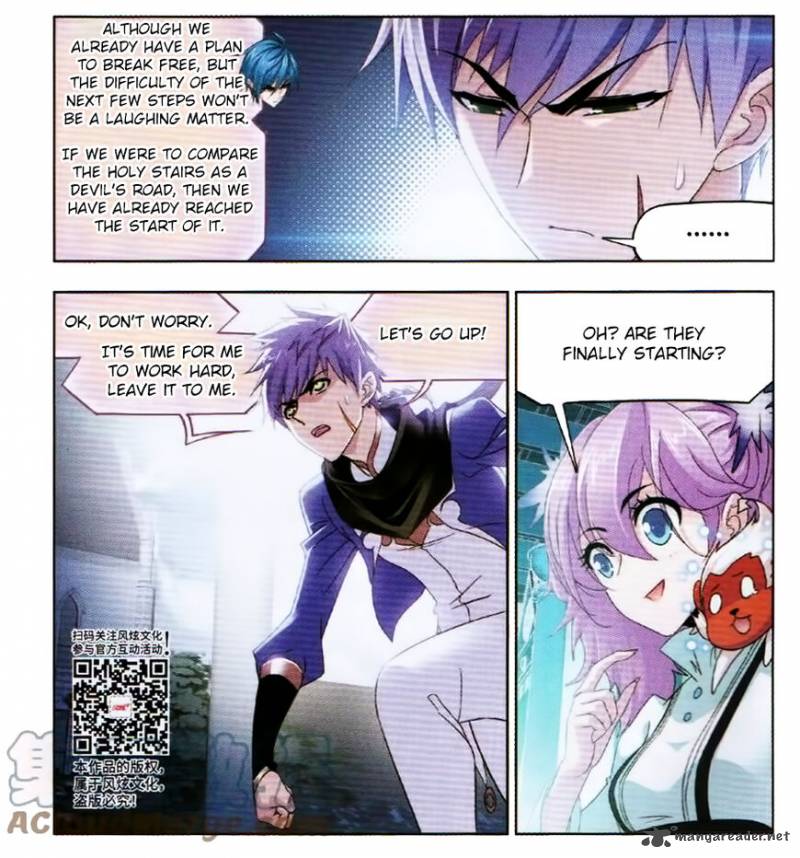 ALTHOUGH WE
ALREADY HAVE A PLAN
TO BREAK FREE, BUT
THE DIFFICULTY OF THE
NEXT FEW STEPS WON'T
BE A LAUGHING MATTER.
IF WE WERE TO COMPARE
THE HOLY STAIRS AS A
DEVIL'S ROAD, THEN WE
HAVE ALREADY REACHED
THE START OF IT.
......
OK, DON'T WORRY.
IT'S TIME FOR ME
TO WORK HARD,
LEAVE IT TO ME.
LET'S GO UP!
OH? ARE THEY
FINALLY STARTING?
扫码关注风炫文化
参与官方互动活动!
本作品的版权,
属于风炫文化,
盗版必究!
mangareader.net